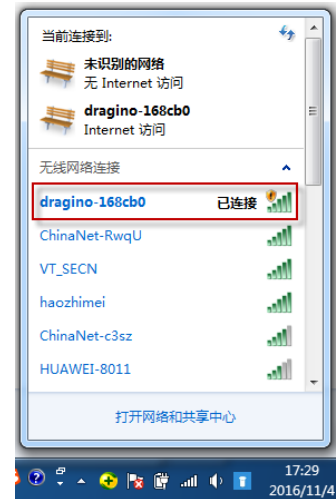 当前连接到:
未识别的网络
无 Internet 访问
dragino-168cb0
Internet 访问
无线网络连接
dragino-168cb0 已连接
ChinaNet-RwqU
VT_SECN
haozhimei
ChinaNet-c3sz
HUAWEI-8011
打开网络和共享中心
17:29
2016/11/4